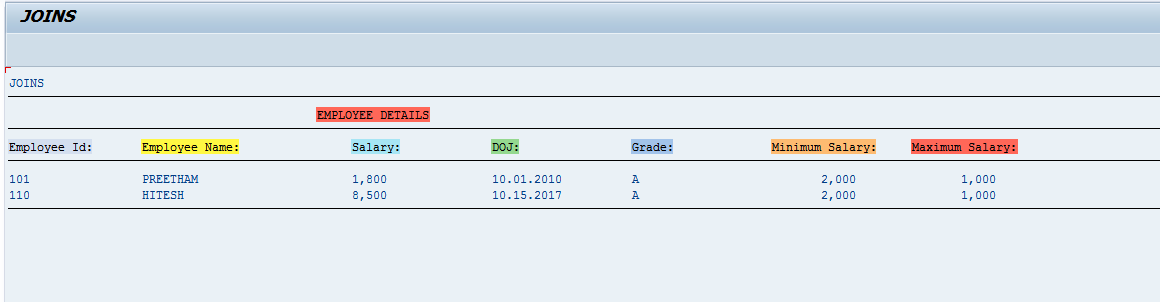 JOINS
JOINS
EMPLOYEE DETAILS
Employee Id: Employee Name: Salary: DOJ: Grade: Minimum Salary: Maximum Salary:
101 PREETHAM 1,800 10.01.2010 A 2,000 1,000
110 HITESH 8,500 10.15.2017 A 2,000 1,000